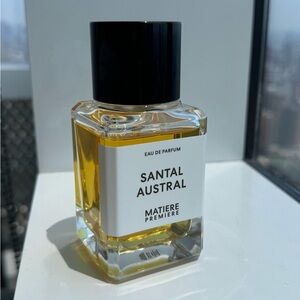 EAU DE PARFUM
SANTAL
AUSTRAL
MATIERE
PREMIERE